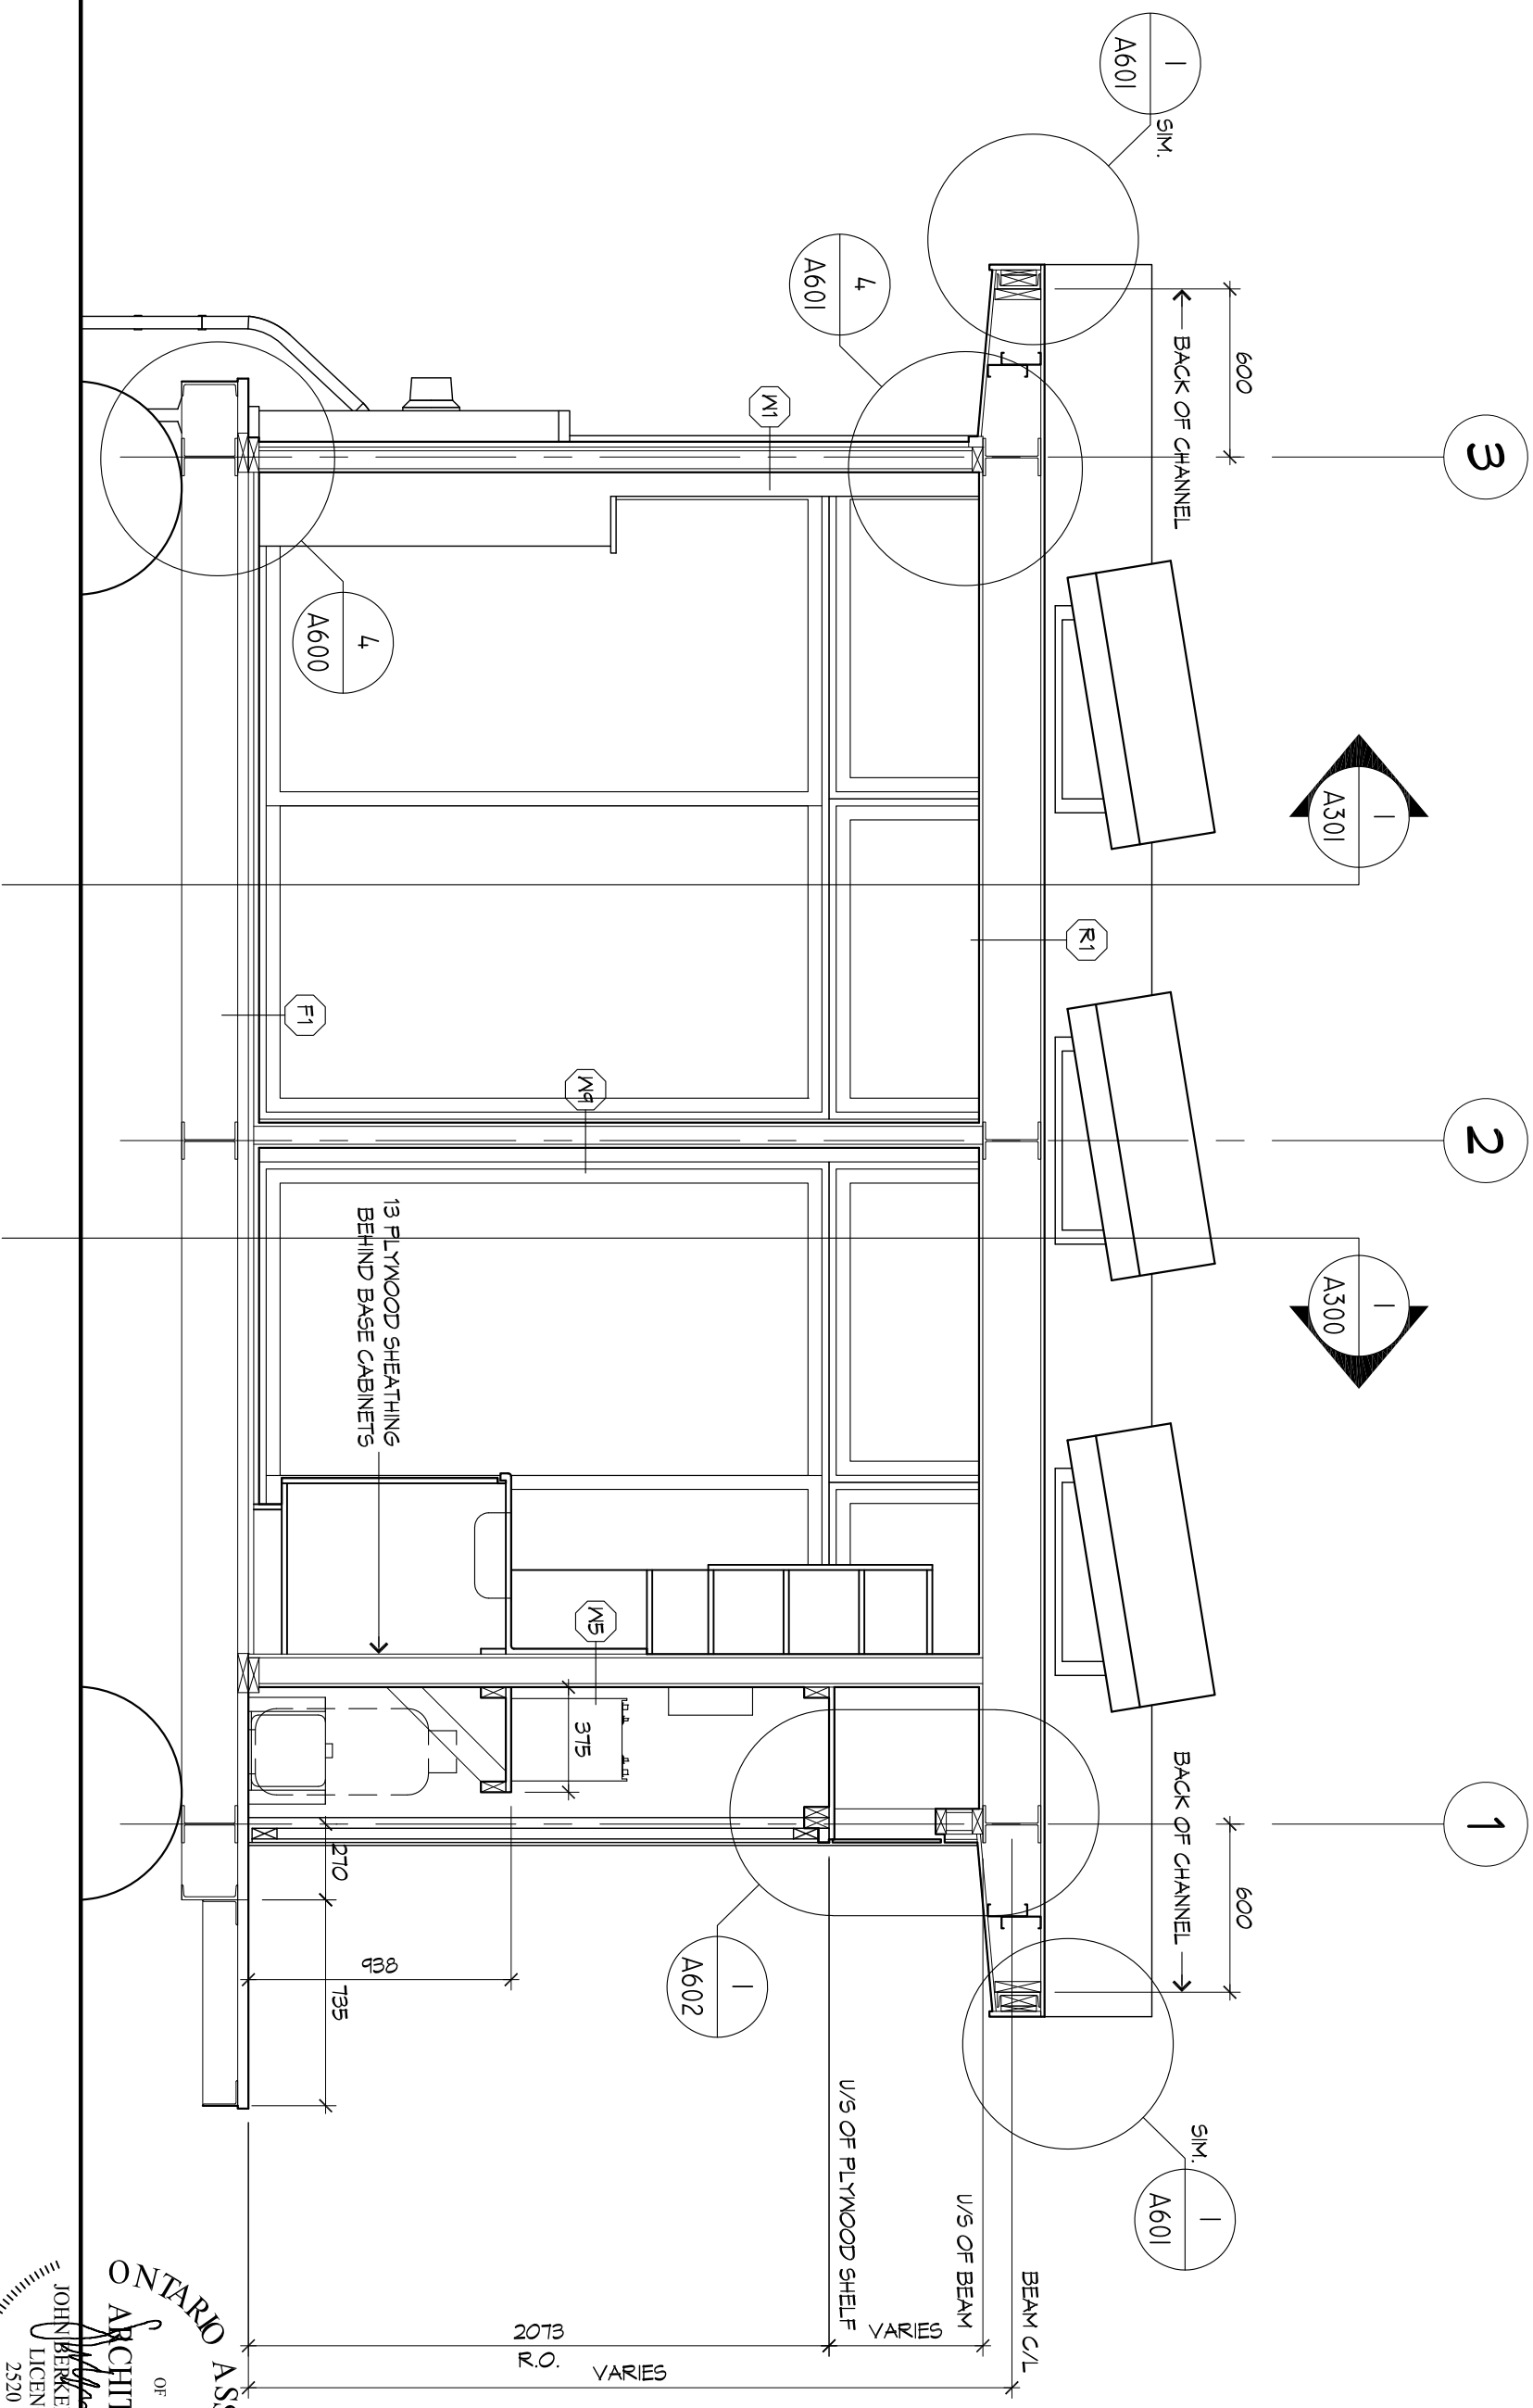 3
2
1
600
BACK OF CHANNEL
600
BACK OF CHANNEL
1
A301
1
A300
1
A601
SIM.
4
A601
SIM.
1
A601
W1
R1
4
A600
F1
W9
W5
13 PLYWOOD SHEATHING
BEHIND BASE CABINETS
375
270
735
938
1
A602
U/S OF PLYWOOD SHELF
U/S OF BEAM
BEAM C/L
VARIES
2073
R.O.
VARIES
ONTARIO ASS
OF
ARCHIT
JOHN BERKE
LICEN
2520